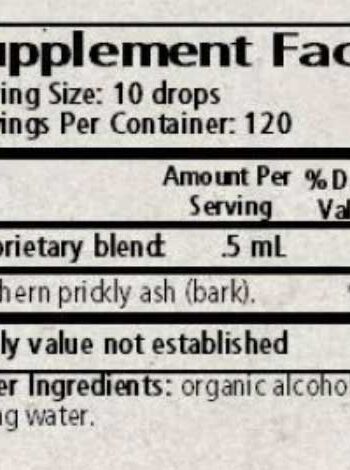 upplement Fac
ing Size: 10 drops
ings Per Container: 120
Amount Per % D
Serving Val
prietary blend: .5 mL
hern prickly ash (bark).
ly value not established
er Ingredients: organic alcoho
ng water.